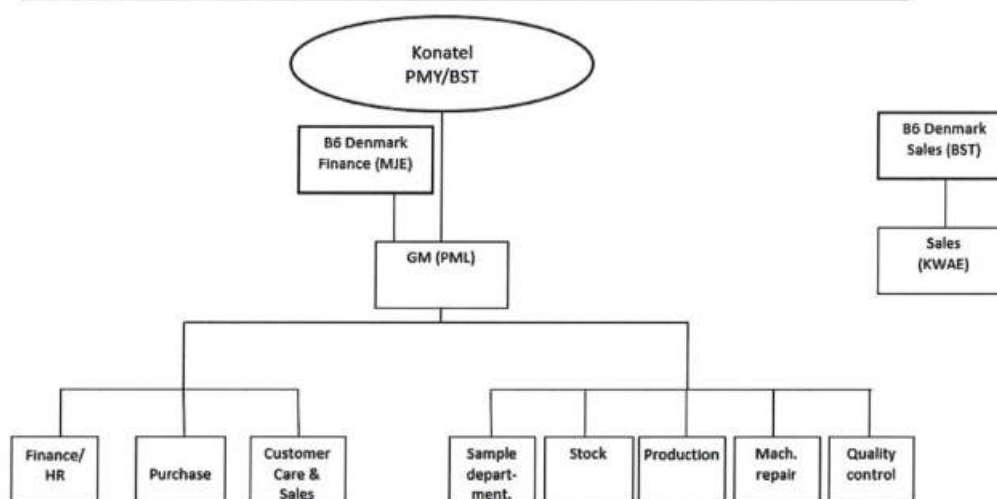 Konatel
PMY/BST
B6 Denmark
Finance (MJE)
B6 Denmark
Sales (BST)
GM (PML)
Sales
(KWAE)
Finance/
HR
Purchase
Customer
Care &
Sales
Sample
depart-
ment.
Stock
Production
Mach.
repair
Quality
control